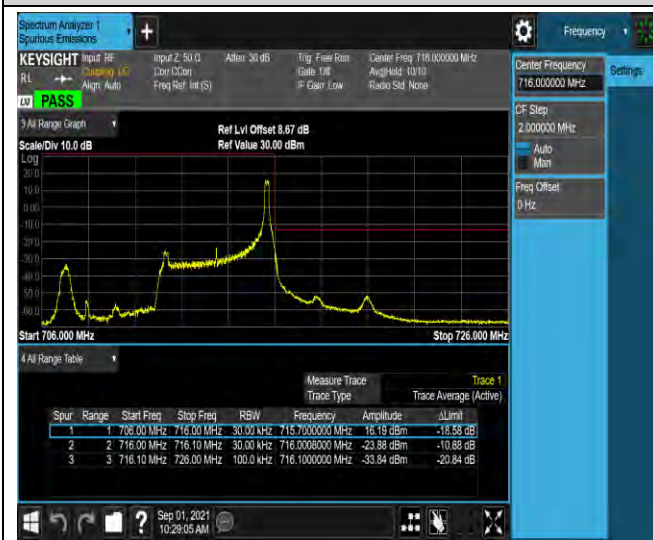 Spectrum Analyzer 1
Spurious Emissions
+
Frequency
KEYSIGHT Input: RF
RL
Coupling: DC
Align: Auto
Input Z: 50 Ω
Corr CCorr
Freq Ref: Int (S)
Atten: 30 dB
Trig: Free Run
Gate: Off
IF Gain: Low
Center Freq: 716.000000 MHz
Avg|Hold: 10/10
Radio Std: None
LV PASS
Center Frequency
716.000000 MHz
Settings
CF Step
2.000000 MHz
Auto
Man
Freq Offset
0 Hz
3 All Range Graph
Scale/Div 10.0 dB
Ref Lvl Offset 8.67 dB
Ref Value 30.00 dBm
Log
20.0
10.0
0.00
-10.0
-20.0
-30.0
-40.0
-50.0
-60.0
Start 706.000 MHz
Stop 726.000 MHz
4 All Range Table
Measure Trace Trace 1
Trace Type Trace Average (Active)
Spur Range Start Freq Stop Freq RBW Frequency Amplitude ΔLimit
1 1 706.00 MHz 716.00 MHz 30.00 kHz 715.7000000 MHz 16.19 dBm -18.58 dB
2 2 716.00 MHz 716.10 MHz 30.00 kHz 716.0008000 MHz -23.88 dBm -10.88 dB
3 3 716.10 MHz 726.00 MHz 100.0 kHz 716.1000000 MHz -33.84 dBm -20.84 dB
?
Sep 01, 2021
10:29:05 AM